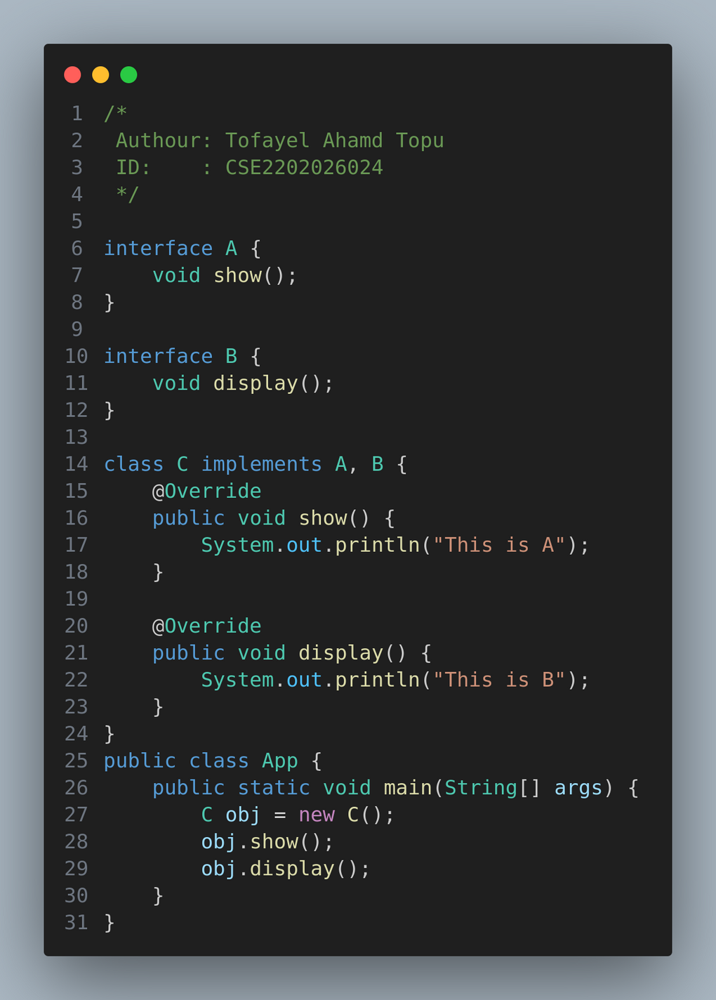 1 /*
2  Authour: Tofayel Ahamd Topu
3  ID:    : CSE2202026024
4  */
5
6 interface A {
7     void show();
8 }
9
10 interface B {
11     void display();
12 }
13
14 class C implements A, B {
15     @Override
16     public void show() {
17         System.out.println("This is A");
18     }
19
20     @Override
21     public void display() {
22         System.out.println("This is B");
23     }
24 }
25 public class App {
26     public static void main(String[] args) {
27         C obj = new C();
28         obj.show();
29         obj.display();
30     }
31 }